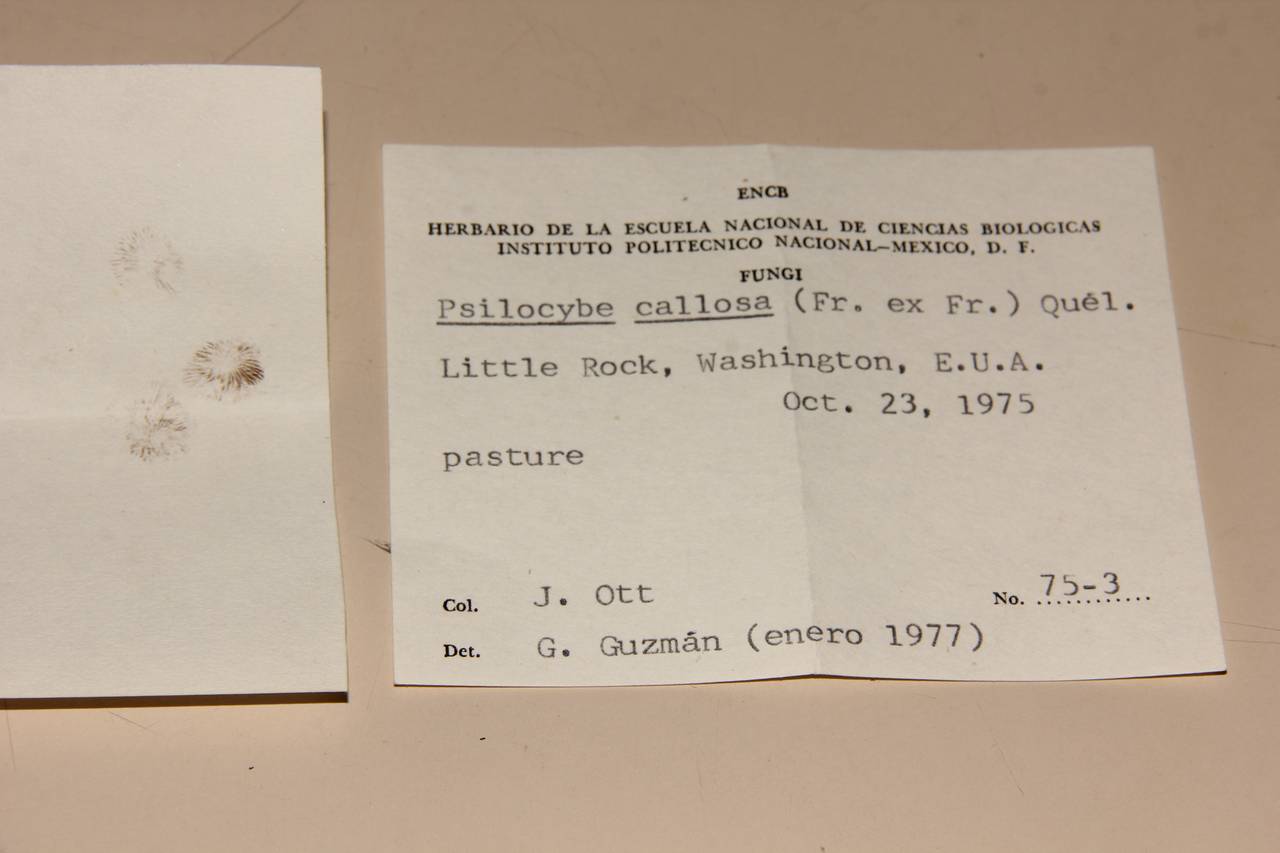 ENCB
HERBARIO DE LA ESCUELA NACIONAL DE CIENCIAS BIOLOGICAS
INSTITUTO POLITECNICO NACIONAL—MEXICO, D. F.
FUNGI
Psilocybe callosa (Fr. ex Fr.) Quél.
Little Rock, Washington, E.U.A.
Oct. 23, 1975
pasture
Col. J. Ott No. 75-3
Det. G. Guzmán (enero 1977)